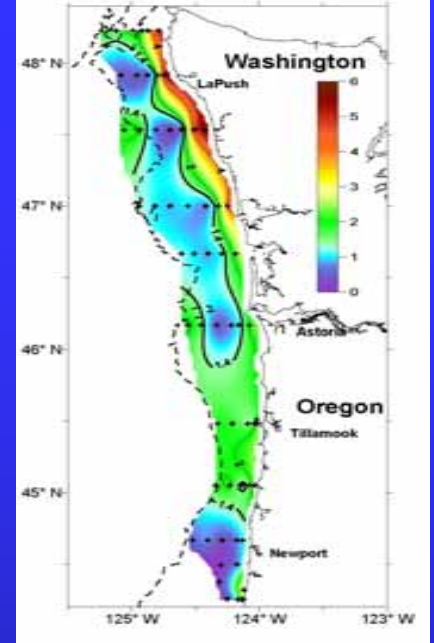 48° N
Washington
LaPush
6
5
4
3
2
1
0
47° N
46° N
Astoria
Oregon
Tillamook
45° N
Newport
125° W
124° W
123° W